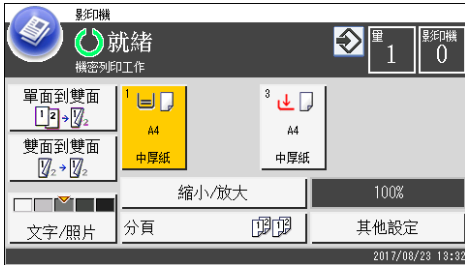 影印機
就緒
機密列印工作
量
1
影印機
0
單面到雙面
1 2 2
雙面到雙面
2 2
1
A4
中厚紙
3
A4
中厚紙
縮小/放大
100%
文字/照片
分頁
12 12
其他設定
2017/08/23 13:32